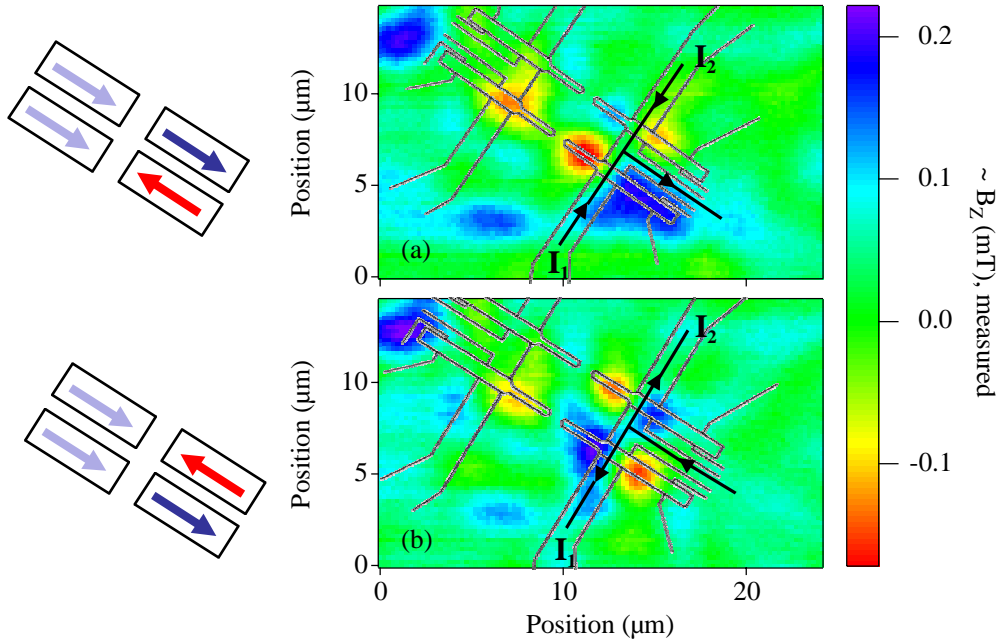 Position (µm)
10
5
0
I₂
I₁
(a)
Position (µm)
10
5
0
I₂
I₁
(b)
0
10
20
Position (µm)
0.2
0.1
0.0
-0.1
~ B_Z (mT), measured